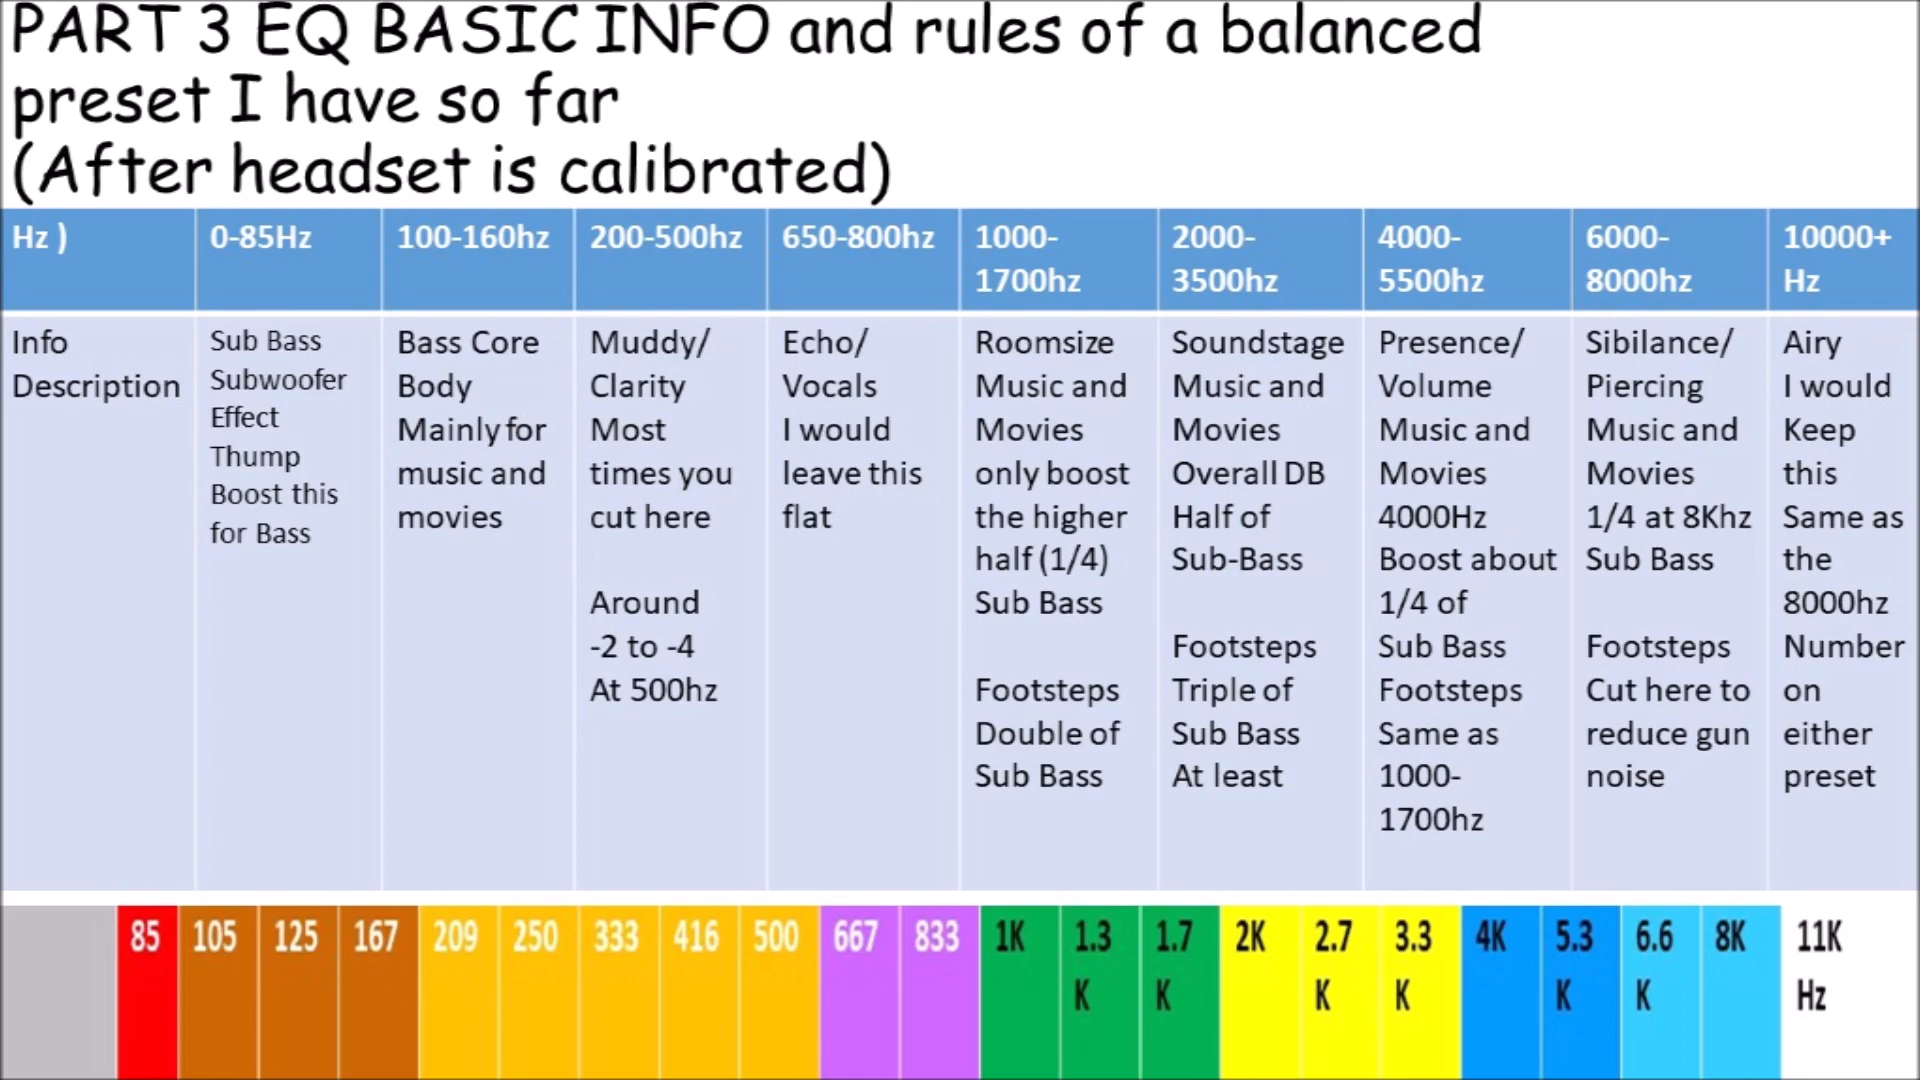 PART 3 EQ BASIC INFO and rules of a balanced
preset I have so far
(After headset is calibrated)
Hz )
0-85Hz
100-160hz
200-500hz
650-800hz
1000-
1700hz
2000-
3500hz
4000-
5500hz
6000-
8000hz
10000+
Hz
Info
Description
Sub Bass
Subwoofer
Effect
Thump
Boost this
for Bass
Bass Core
Body
Mainly for
music and
movies
Muddy/
Clarity
Most
times you
cut here
Around
-2 to -4
At 500hz
Echo/
Vocals
I would
leave this
flat
Roomsize
Music and
Movies
only boost
the higher
half (1/4)
Sub Bass
Footsteps
Double of
Sub Bass
Soundstage
Music and
Movies
Overall DB
Half of
Sub-Bass
Footsteps
Triple of
Sub Bass
At least
Presence/
Volume
Music and
Movies
4000Hz
Boost about
1/4 of
Sub Bass
Footsteps
Same as
1000-
1700hz
Sibilance/
Piercing
Music and
Movies
1/4 at 8Khz
Sub Bass
Footsteps
Cut here to
reduce gun
noise
Airy
I would
Keep
this
Same as
the
8000hz
Number
on
either
preset
85
105
125
167
209
250
333
416
500
667
833
1K
1.3
K
1.7
K
2K
2.7
K
3.3
K
4K
5.3
K
6.6
K
8K
11K
Hz